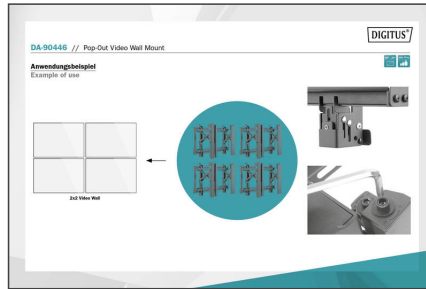 DIGITUS®
DA-90446 // Pop-Out Video Wall Mount
Anwendungsbeispiel
Example of use
2x2 Video Wall